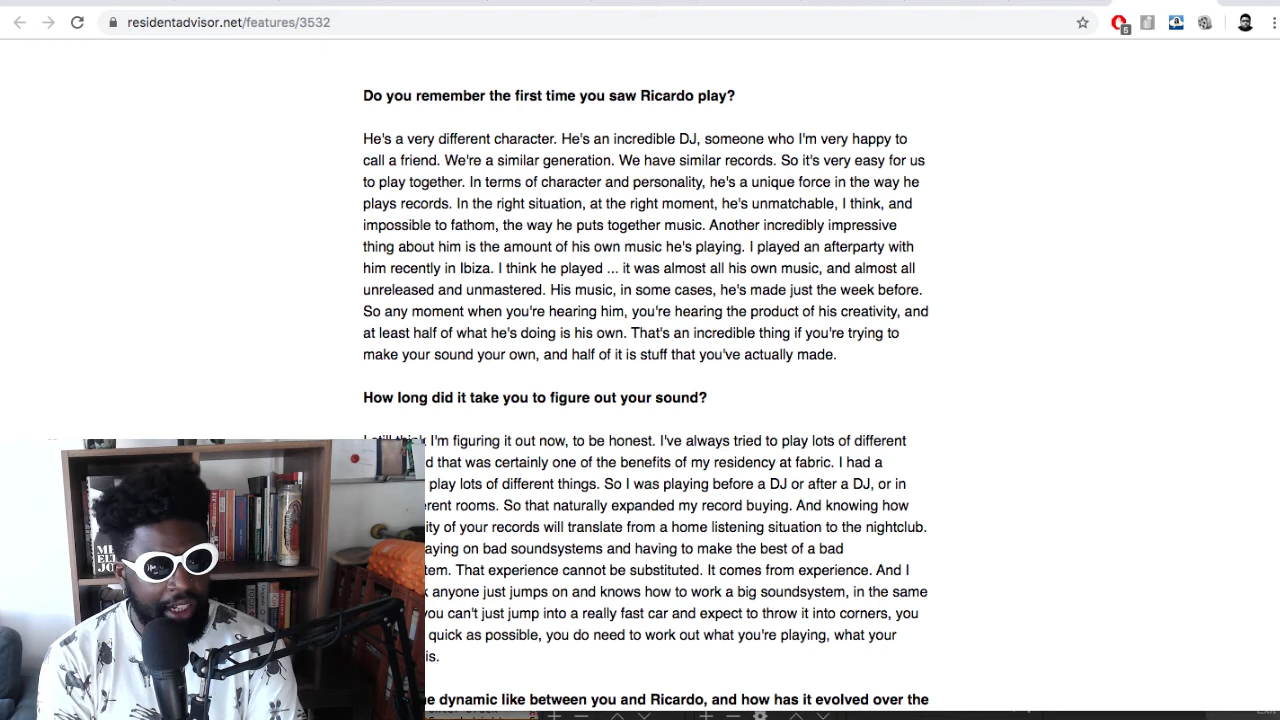 residentadvisor.net/features/3532
5
Do you remember the first time you saw Ricardo play?
He's a very different character. He's an incredible DJ, someone who I'm very happy to
call a friend. We're a similar generation. We have similar records. So it's very easy for us
to play together. In terms of character and personality, he's a unique force in the way he
plays records. In the right situation, at the right moment, he's unmatchable, I think, and
impossible to fathom, the way he puts together music. Another incredibly impressive
thing about him is the amount of his own music he's playing. I played an afterparty with
him recently in Ibiza. I think he played ... it was almost all his own music, and almost all
unreleased and unmastered. His music, in some cases, he's made just the week before.
So any moment when you're hearing him, you're hearing the product of his creativity, and
at least half of what he's doing is his own. That's an incredible thing if you're trying to
make your sound your own, and half of it is stuff that you've actually made.
How long did it take you to figure out your sound?
I still think I'm figuring it out now, to be honest. I've always tried to play lots of different
d that was certainly one of the benefits of my residency at fabric. I had a
play lots of different things. So I was playing before a DJ or after a DJ, or in
erent rooms. So that naturally expanded my record buying. And knowing how
ity of your records will translate from a home listening situation to the nightclub.
aying on bad soundsystems and having to make the best of a bad
tem. That experience cannot be substituted. It comes from experience. And I
k anyone just jumps on and knows how to work a big soundsystem, in the same
you can't just jump into a really fast car and expect to throw it into corners, you
quick as possible, you do need to work out what you're playing, what your
is.
e dynamic like between you and Ricardo, and how has it evolved over the